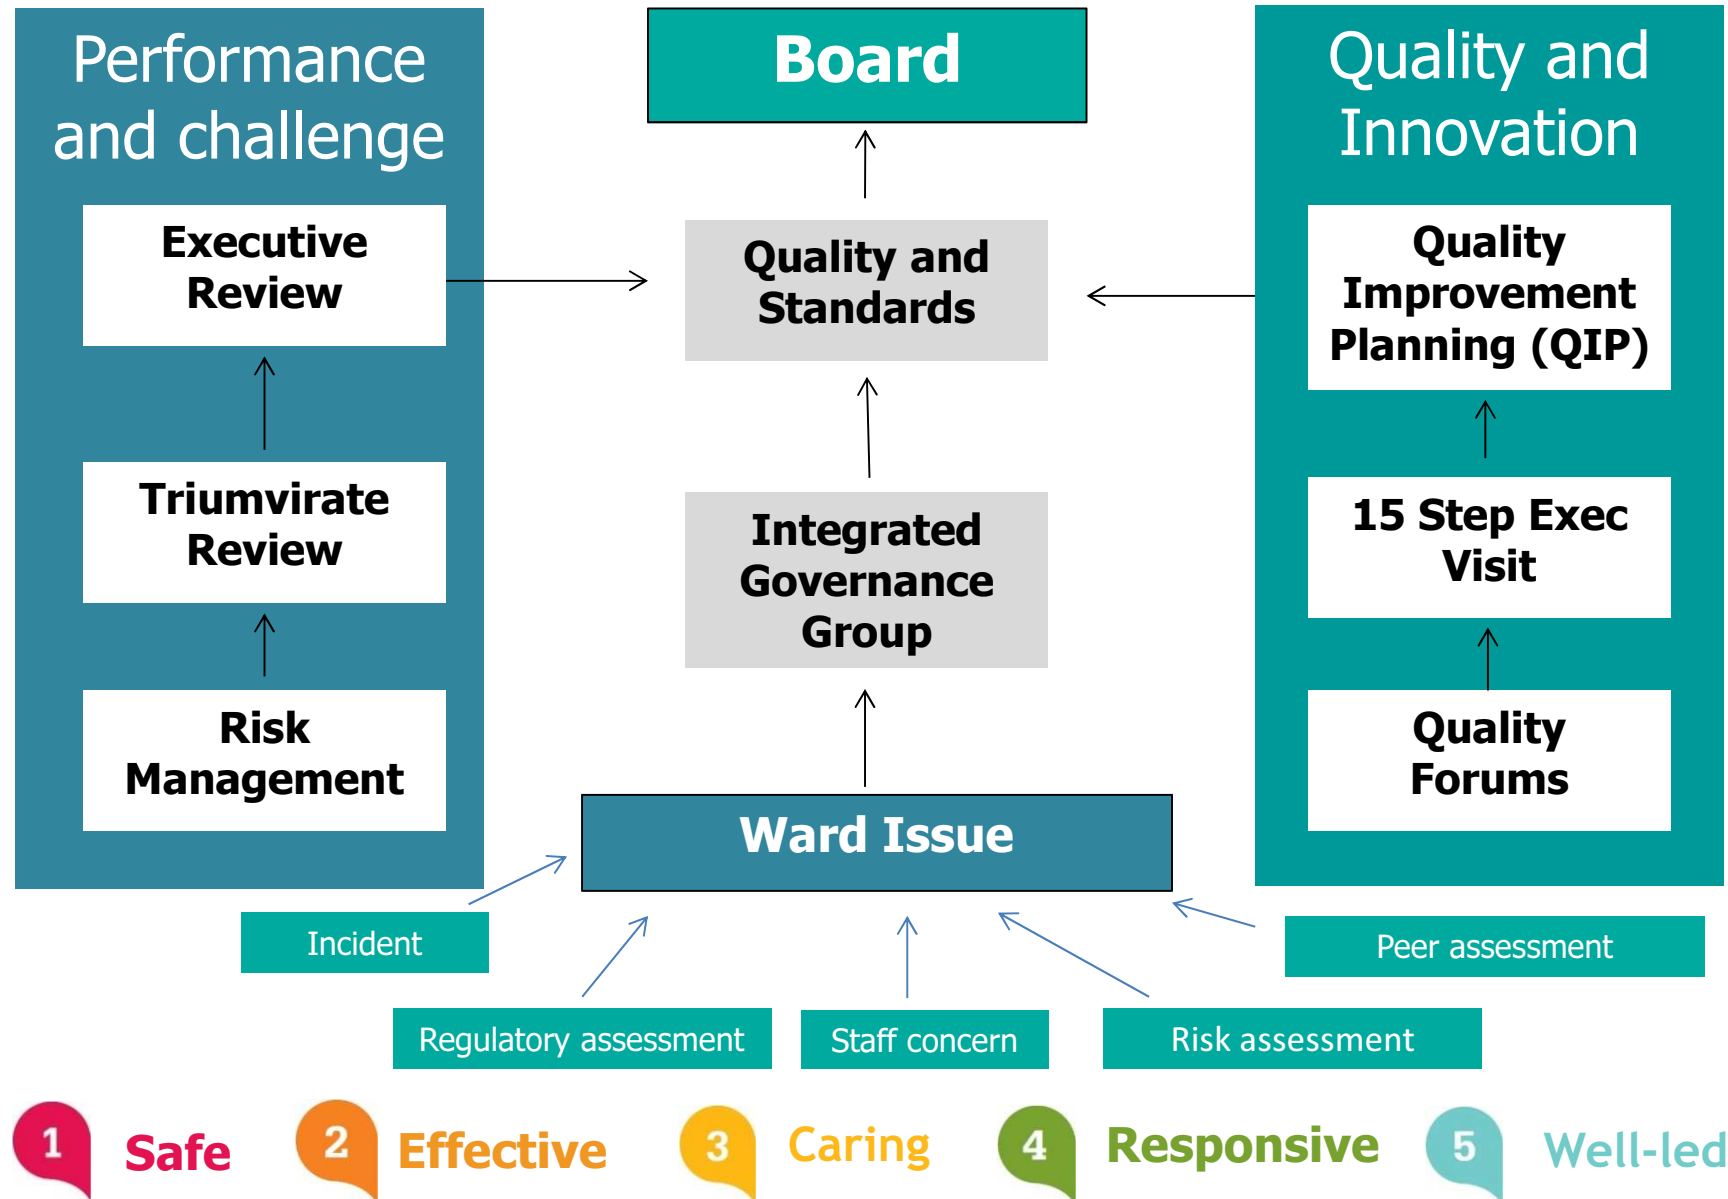 Performance
and challenge
Executive
Review
Triumvirate
Review
Risk
Management
Board
Quality and
Standards
Integrated
Governance
Group
Ward Issue
Quality and
Innovation
Quality
Improvement
Planning (QIP)
15 Step Exec
Visit
Quality
Forums
Incident
Peer assessment
Regulatory assessment
Staff concern
Risk assessment
1 Safe
2 Effective
3 Caring
4 Responsive
5 Well-led